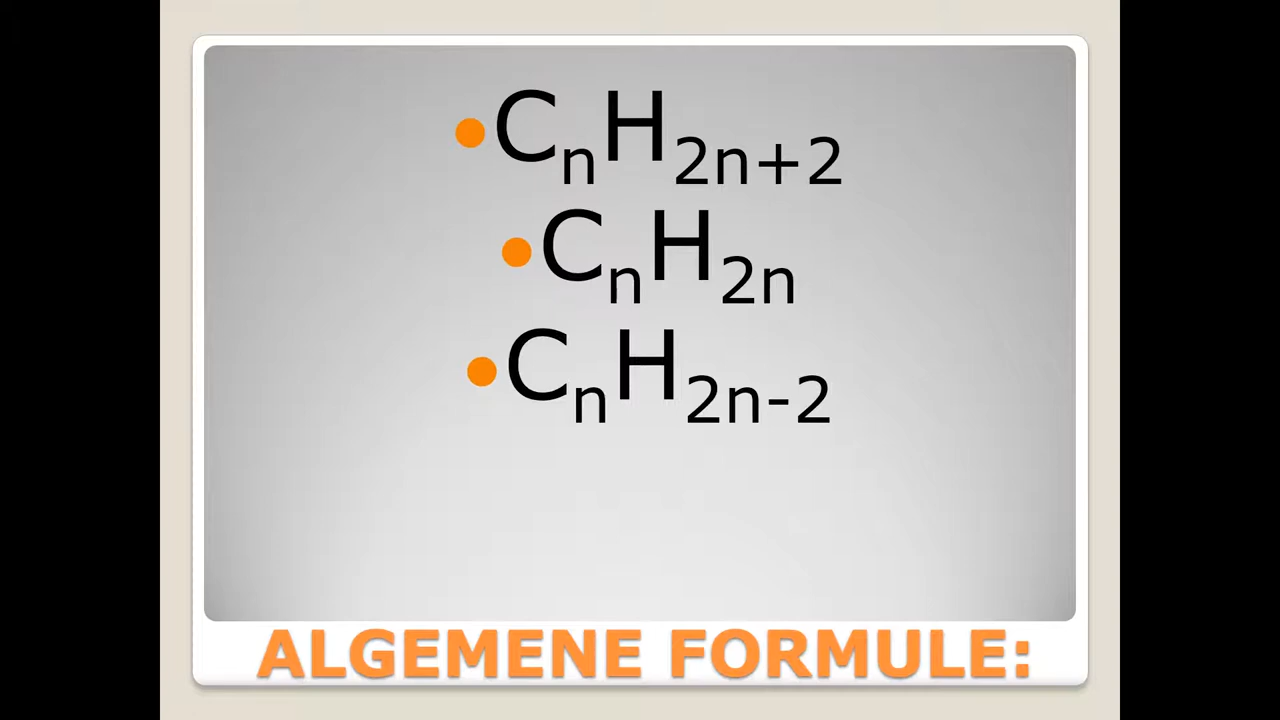 •CₙH₂ₙ₊₂
•CₙH₂ₙ
•CₙH₂ₙ₋₂
ALGEMENE FORMULE: